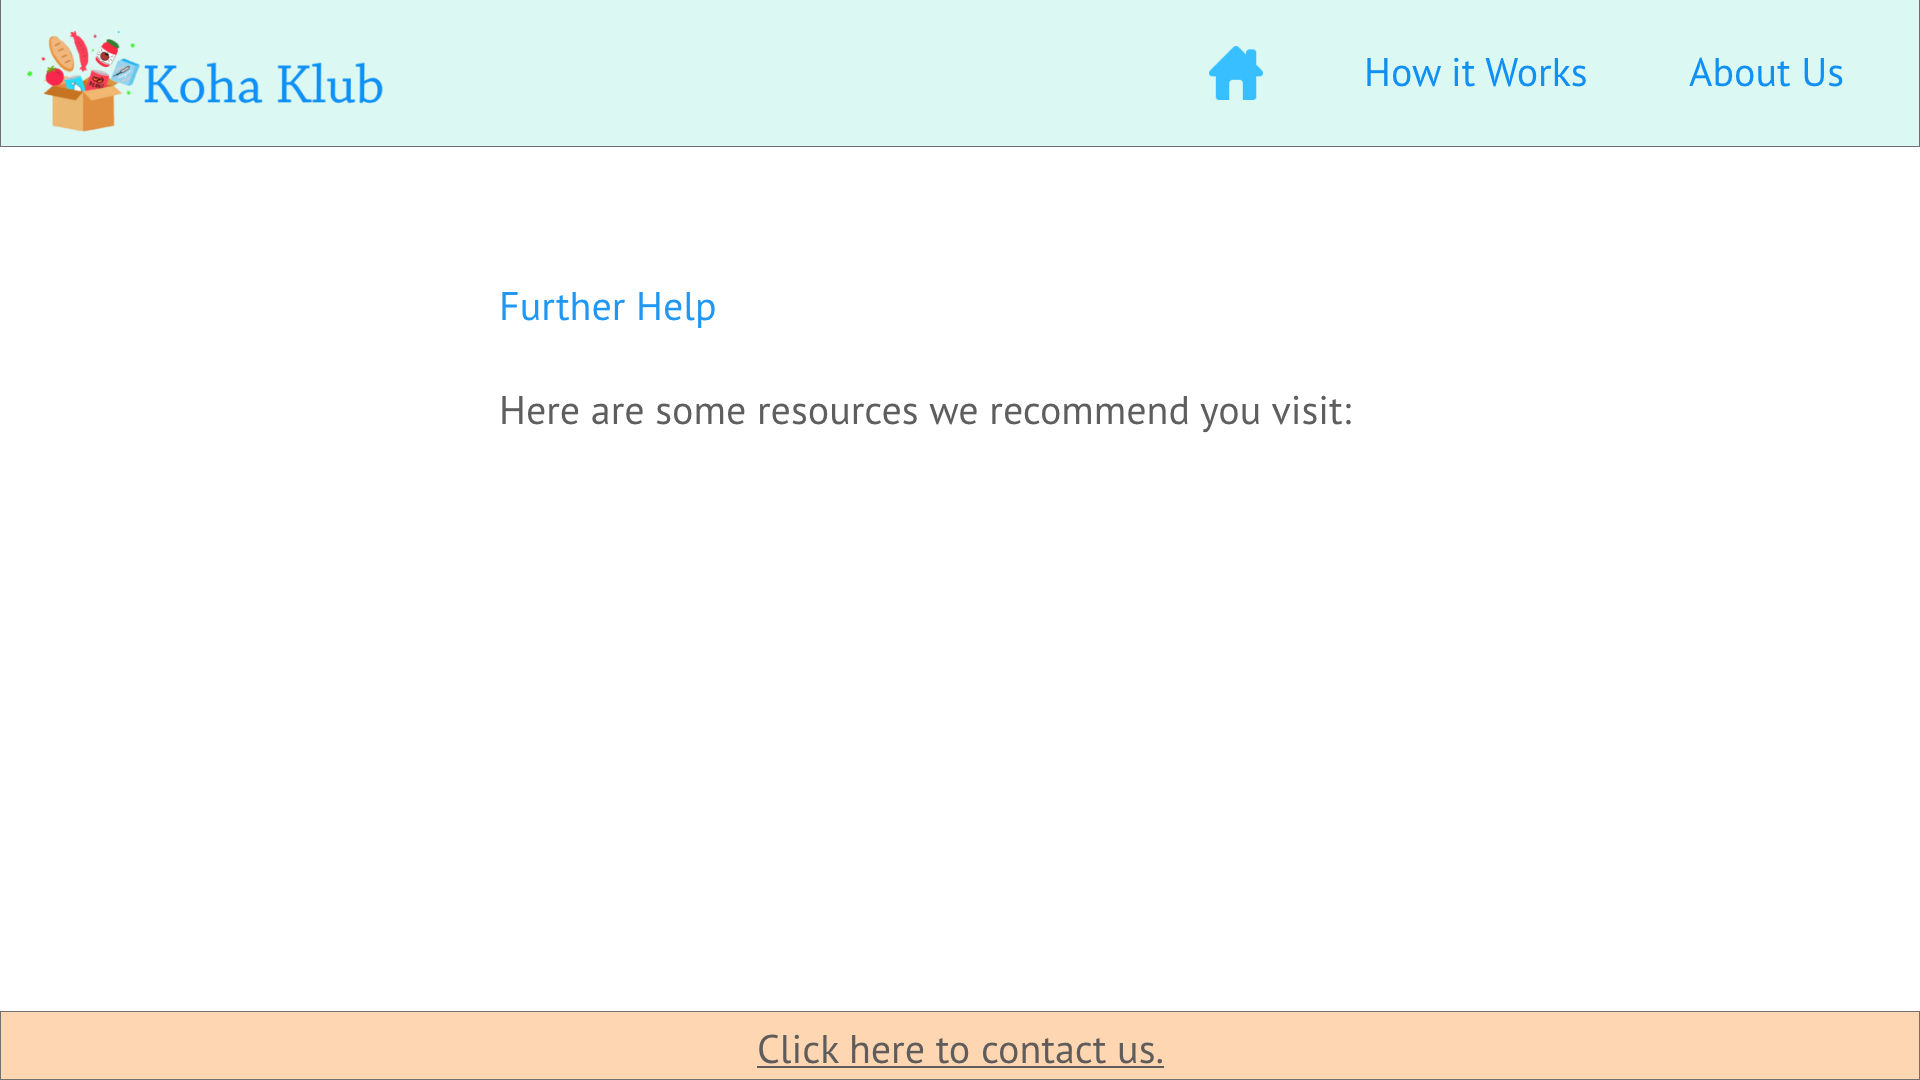 Koha Klub
How it Works
About Us
Further Help
Here are some resources we recommend you visit:
Click here to contact us.